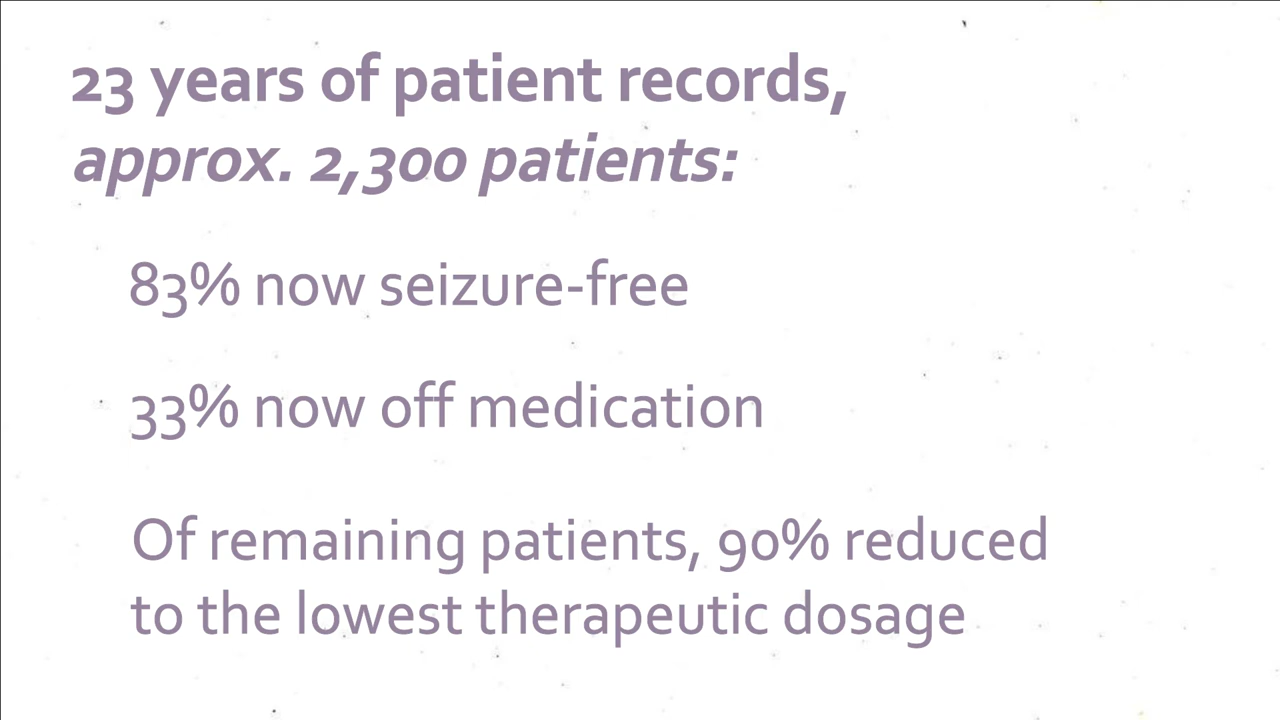 23 years of patient records,
approx. 2,300 patients:
83% now seizure-free
33% now off medication
Of remaining patients, 90% reduced
to the lowest therapeutic dosage